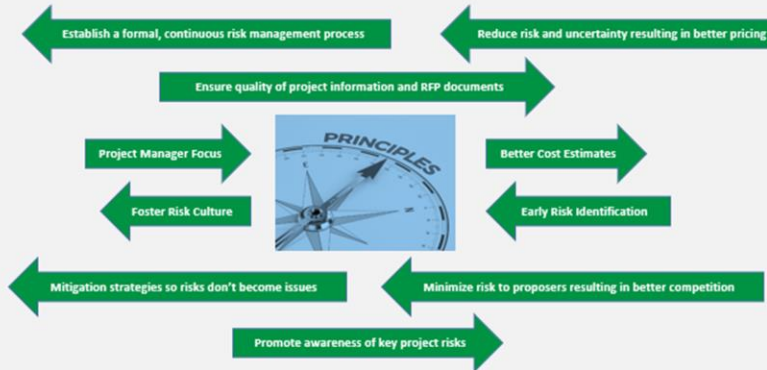 Establish a formal, continuous risk management process
Reduce risk and uncertainty resulting in better pricing
Ensure quality of project information and RFP documents
PRINCIPLES
Project Manager Focus
Better Cost Estimates
Foster Risk Culture
Early Risk Identification
Mitigation strategies so risks don't become issues
Minimize risk to proposers resulting in better competition
Promote awareness of key project risks